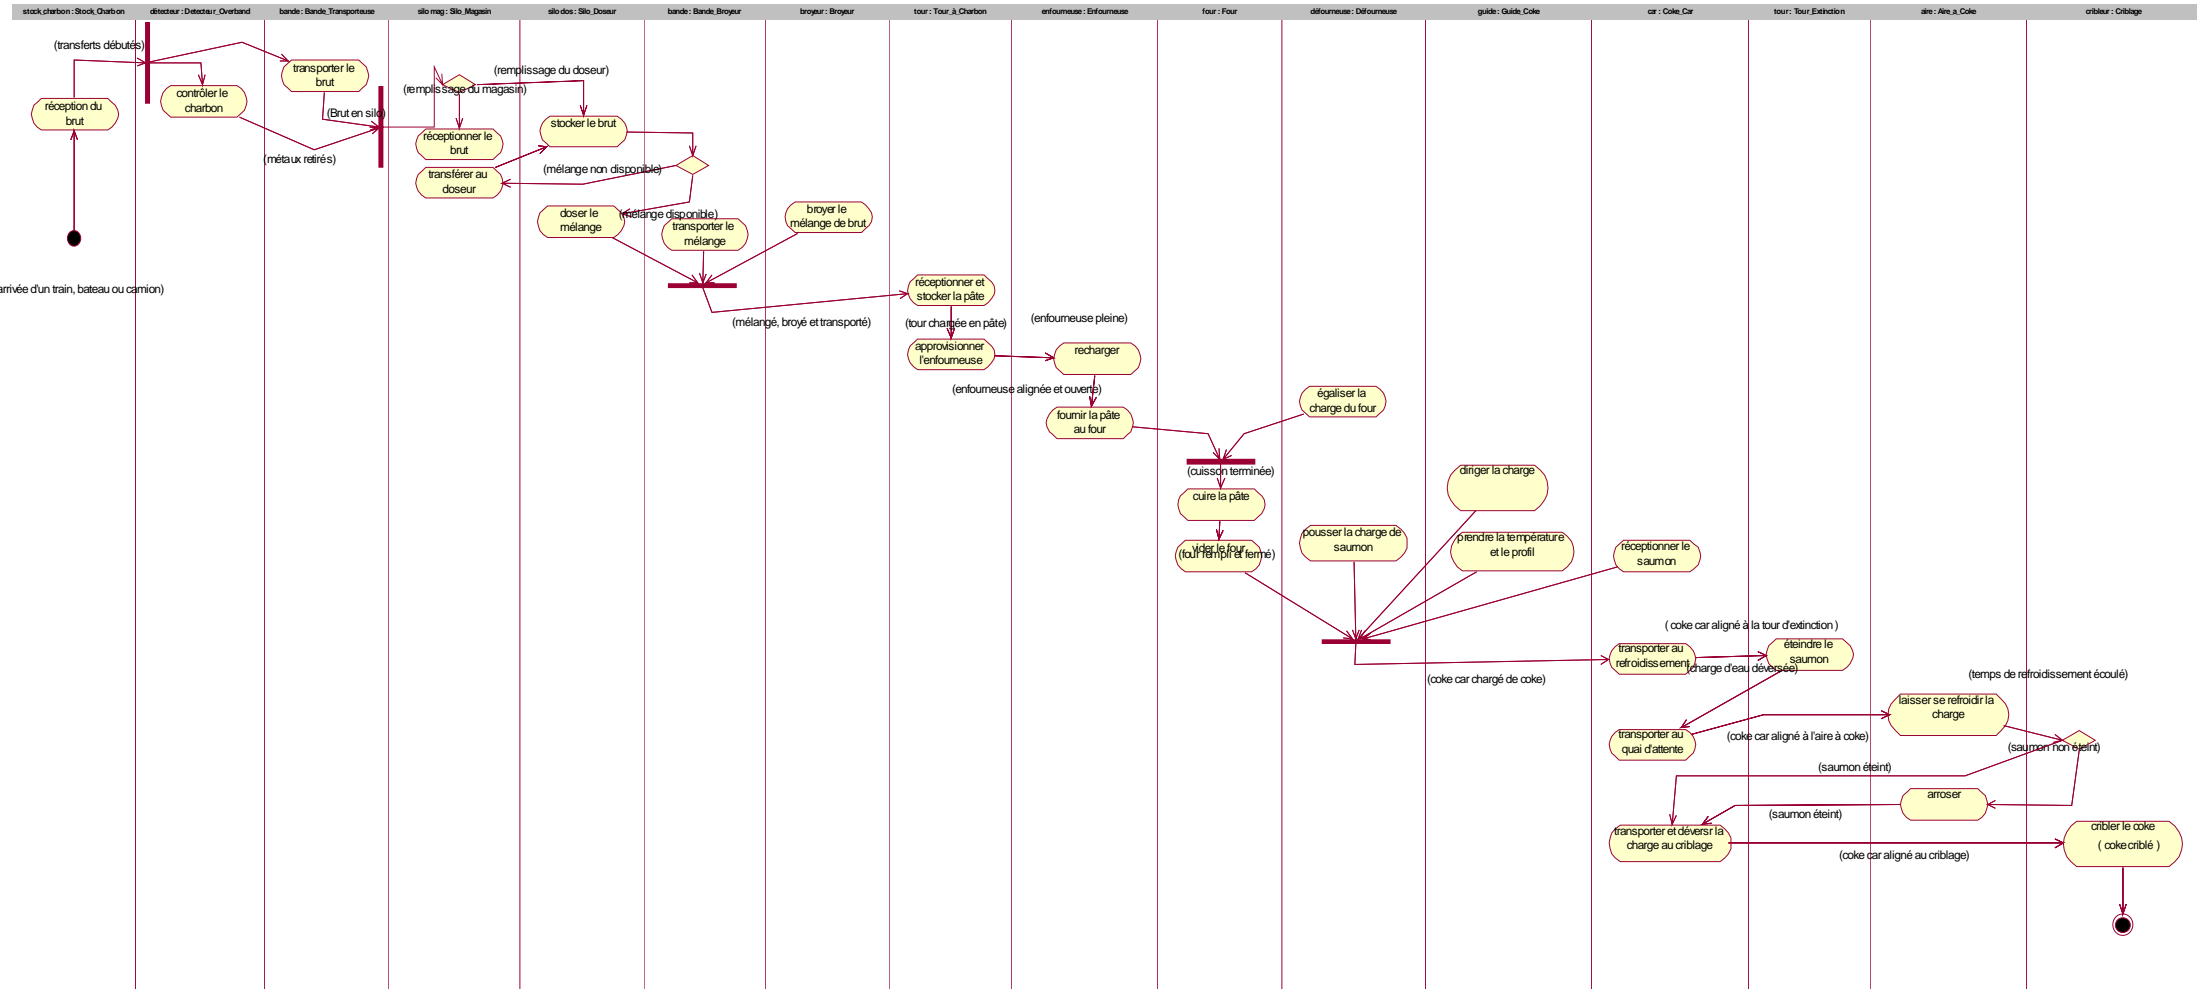 stock_charbon : Stock_Charbon
détecteur : Detecteur_Overband
bande : Bande_Transporteuse
silo mag : Silo_Magasin
silo dos : Silo_Doseur
bande : Bande_Broyeur
broyeur : Broyeur
tour : Tour_à_Charbon
enfourneuse : Enfourneuse
four : Four
défourneuse : Défourneuse
guide : Guide_Coke
car : Coke_Car
tour : Tour_Extinction
aire : Aire_a_Coke
cribleur : Criblage
(transferts débutés)
transporter le
brut
(remplissage du doseur)
(remplissage du magasin)
contrôler le
charbon
réception du
brut
(Brut en silo)
stocker le brut
réceptionner le
brut
(métaux retirés)
(mélange non disponible)
transférer au
doseur
doser le
mélange
(mélange disponible)
transporter le
mélange
broyer le
mélange de brut
arrivée d'un train, bateau ou camion)
réceptionner et
stocker la pâte
(mélangé, broyé et transporté)
(tour chargée en pâte)
(enfourneuse pleine)
approvisionner
l'enfourneuse
recharger
(enfourneuse alignée et ouverte)
égaliser la
charge du four
fournir la pâte
au four
(cuisson terminée)
diriger la charge
cuire la pâte
pousser la charge de
saumon
prendre la température
et le profil
vider le four
(four rempli et fermé)
réceptionner le
saumon
( coke car aligné à la tour d'extinction )
transporter au
refroidissement
éteindre le
saumon
(charge d'eau déversée)
(coke car chargé de coke)
(temps de refroidissement écoulé)
laisser se refroidir la
charge
transporter au
quai d'attente
(coke car aligné à l'aire à coke)
(saumon non éteint)
(saumon éteint)
arroser
(saumon éteint)
transporter et déversr la
charge au criblage
cribler le coke
( coke criblé )
(coke car aligné au criblage)